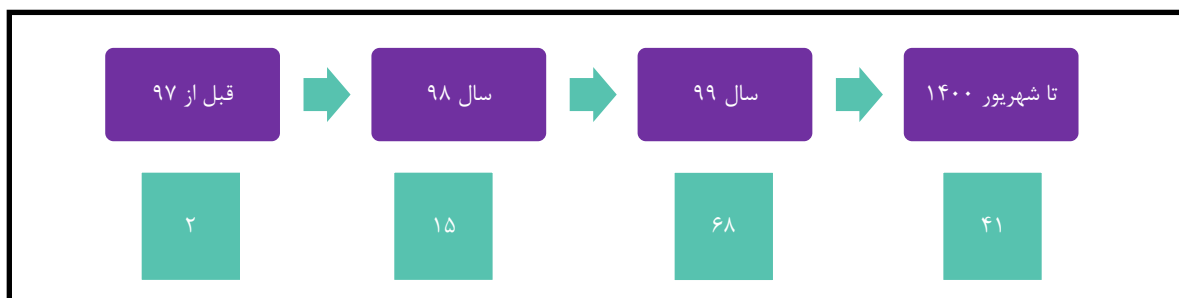 قبل از ۹۷
سال ۹۸
سال ۹۹
تا شهریور ۱۴۰۰
۲
۱۵
۶۸
۴۱